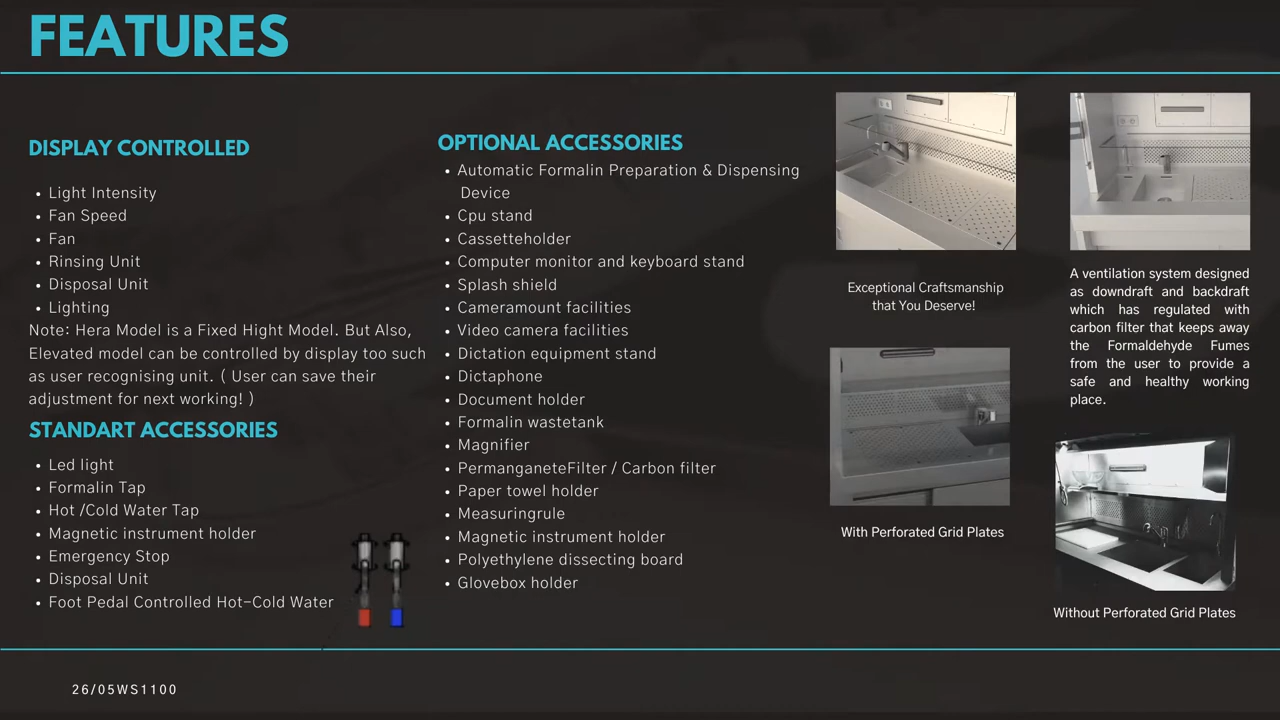 FEATURES
DISPLAY CONTROLLED
• Light Intensity
• Fan Speed
• Fan
• Rinsing Unit
• Disposal Unit
• Lighting
Note: Hera Model is a Fixed Hight Model. But Also,
Elevated model can be controlled by display too such
as user recognising unit. ( User can save their
adjustment for next working! )
STANDART ACCESSORIES
• Led light
• Formalin Tap
• Hot /Cold Water Tap
• Magnetic instrument holder
• Emergency Stop
• Disposal Unit
• Foot Pedal Controlled Hot-Cold Water
OPTIONAL ACCESSORIES
• Automatic Formalin Preparation & Dispensing
Device
• Cpu stand
• Cassetteholder
• Computer monitor and keyboard stand
• Splash shield
• Cameramount facilities
• Video camera facilities
• Dictation equipment stand
• Dictaphone
• Document holder
• Formalin wastetank
• Magnifier
• PermanganeteFilter / Carbon filter
• Paper towel holder
• Measuringrule
• Magnetic instrument holder
• Polyethylene dissecting board
• Glovebox holder
Exceptional Craftsmanship
that You Deserve!
With Perforated Grid Plates
A ventilation system designed
as downdraft and backdraft
which has regulated with
carbon filter that keeps away
the Formaldehyde Fumes
from the user to provide a
safe and healthy working
place.
Without Perforated Grid Plates
26/05WS1100